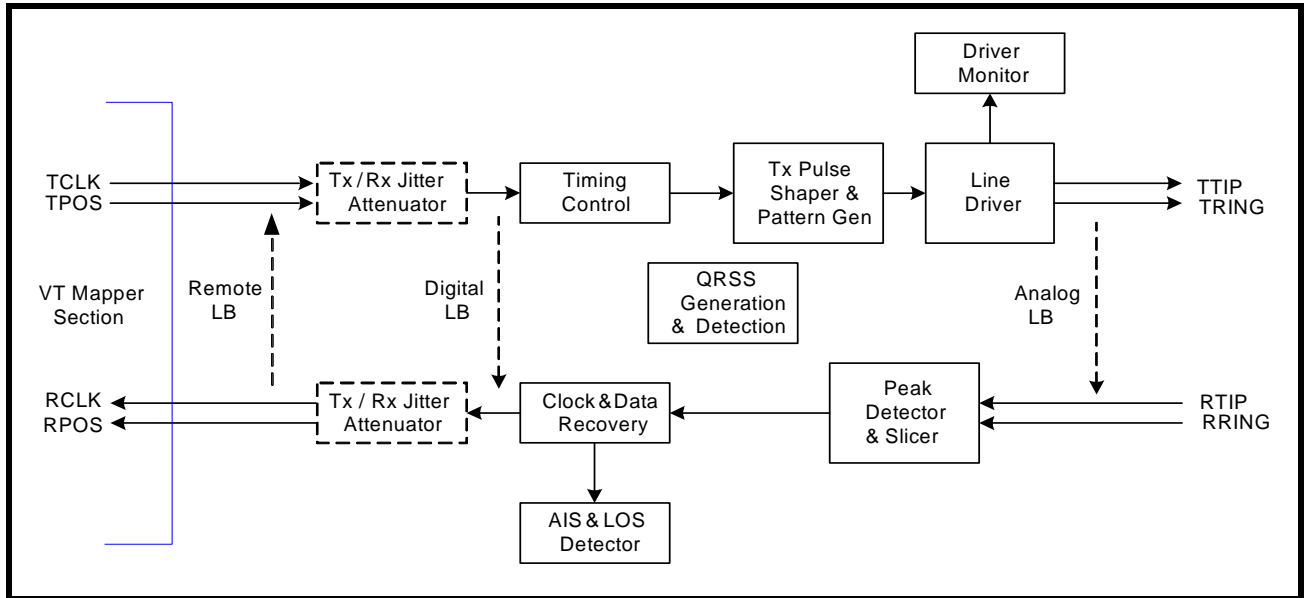 Driver
Monitor
TCLK
TPOS
Tx / Rx Jitter
Attenuator
Timing
Control
Tx Pulse
Shaper &
Pattern Gen
Line
Driver
TTIP
TRING
VT Mapper
Section
Remote
LB
Digital
LB
QRSS
Generation
& Detection
Analog
LB
RCLK
RPOS
Tx / Rx Jitter
Attenuator
Clock & Data
Recovery
Peak
Detector
& Slicer
RTIP
RRING
AIS & LOS
Detector